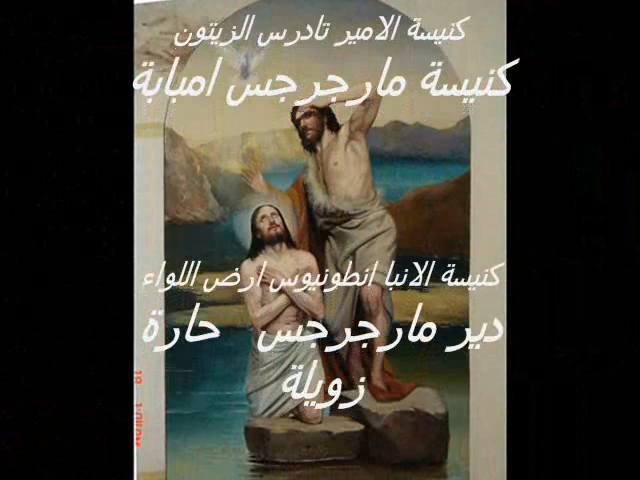 كنيسة الامير تادرس الزيتون
كنيسة مارجرجس امبابة
كنيسة الانبا انطونيوس ارض اللواء
دير مارجرجس حارة
زويلة